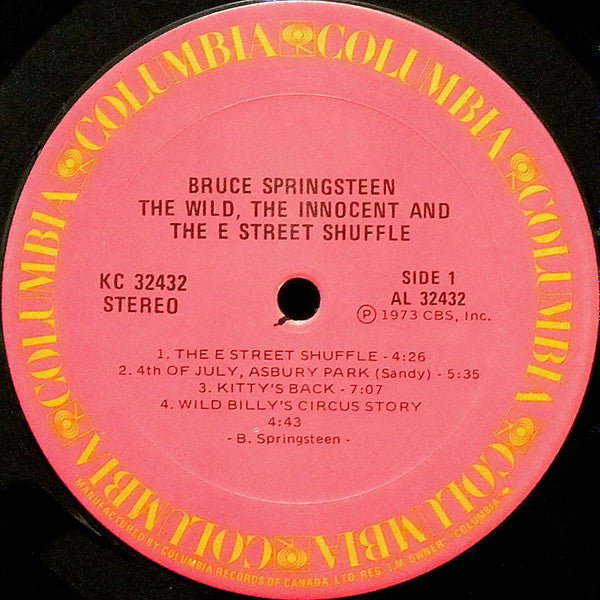 COLUMBIA COLUMBIA COLUMBIA COLUMBIA COLUMBIA COLUMBIA COLUMBIA
BRUCE SPRINGSTEEN
THE WILD, THE INNOCENT AND
THE E STREET SHUFFLE
KC 32432
STEREO
SIDE 1
AL 32432
Ⓟ 1973 CBS, Inc.
1. THE E STREET SHUFFLE - 4:26
2. 4th OF JULY, ASBURY PARK (Sandy) - 5:35
3. KITTY'S BACK - 7:07
4. WILD BILLY'S CIRCUS STORY
4:43
- B. Springsteen -
MANUFACTURED BY COLUMBIA RECORDS OF CANADA, LTD. REG. T.M. OWNER "COLUMBIA"